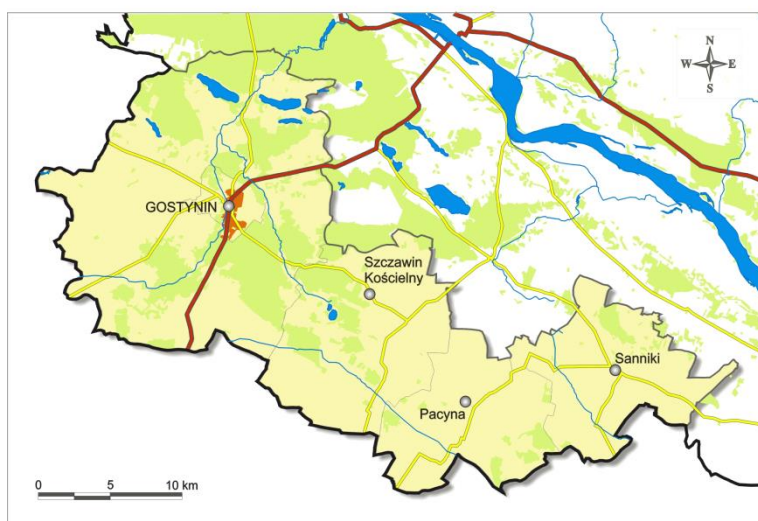 N
W E
S
GOSTYNIN
Szczawin
Kościelny
Sanniki
Pacyna
0 5 10 km